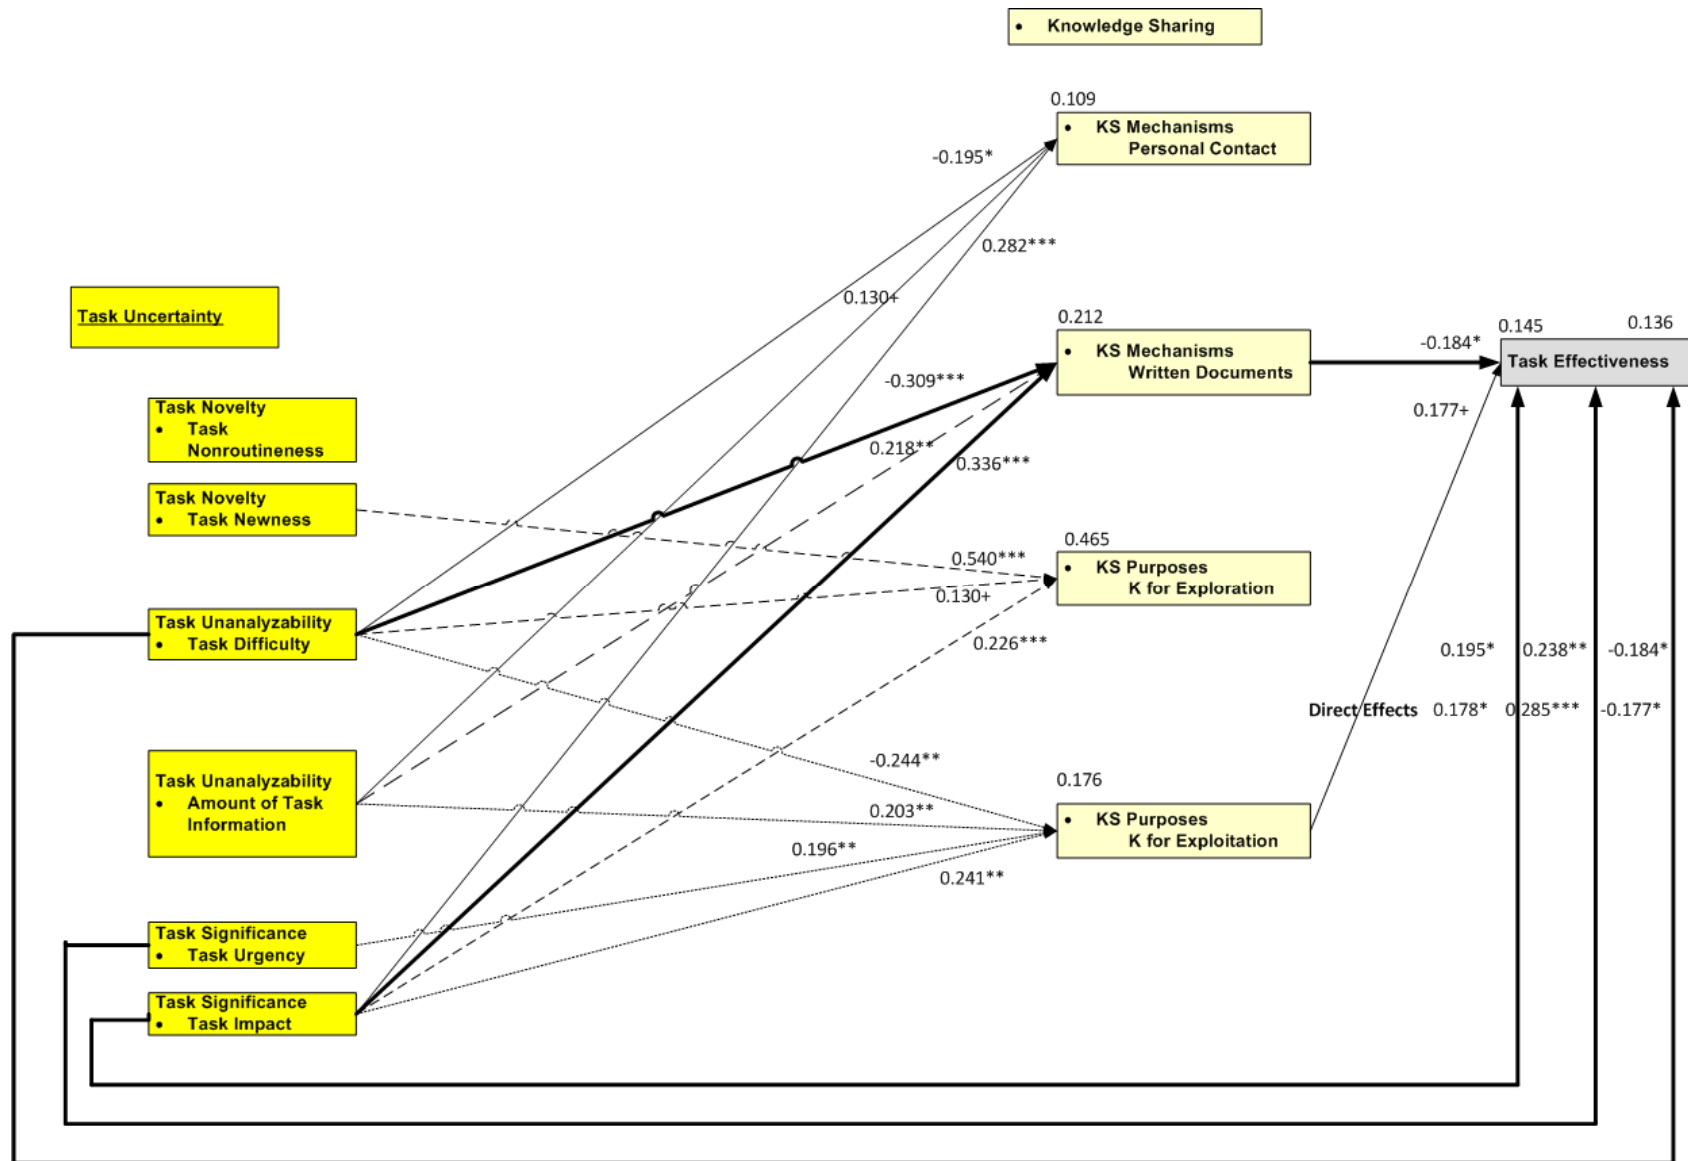 • Knowledge Sharing
0.109
• KS Mechanisms
Personal Contact
-0.195*
0.282***
0.130+
Task Uncertainty
0.212
• KS Mechanisms
Written Documents
-0.184*
0.145
0.136
Task Effectiveness
0.177+
-0.309***
0.218**
0.336***
Task Novelty
• Task
Nonroutineness
Task Novelty
• Task Newness
0.465
• KS Purposes
K for Exploration
0.540***
0.130+
0.226***
Task Unanalyzability
• Task Difficulty
0.195*
0.238**
-0.184*
Direct Effects
0.178*
0.285***
-0.177*
-0.244**
0.176
• KS Purposes
K for Exploitation
Task Unanalyzability
• Amount of Task
Information
0.203**
0.196**
0.241**
Task Significance
• Task Urgency
Task Significance
• Task Impact